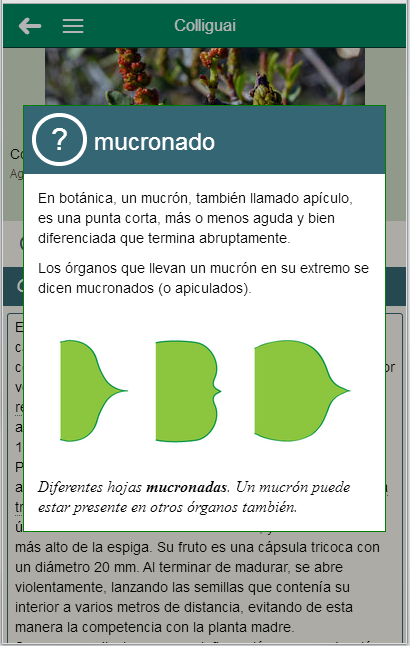 Colliguai
?
mucronado
En botánica, un mucrón, también llamado apículo,
es una punta corta, más o menos aguda y bien
diferenciada que termina abruptamente.
Los órganos que llevan un mucrón en su extremo se
dicen mucronados (o apiculados).
Diferentes hojas mucronadas. Un mucrón puede
estar presente en otros órganos también.
más alto de la espiga. Su fruto es una cápsula tricoca con
un diámetro 20 mm. Al terminar de madurar, se abre
violentamente, lanzando las semillas que contenía su
interior a varios metros de distancia, evitando de esta
manera la competencia con la planta madre.